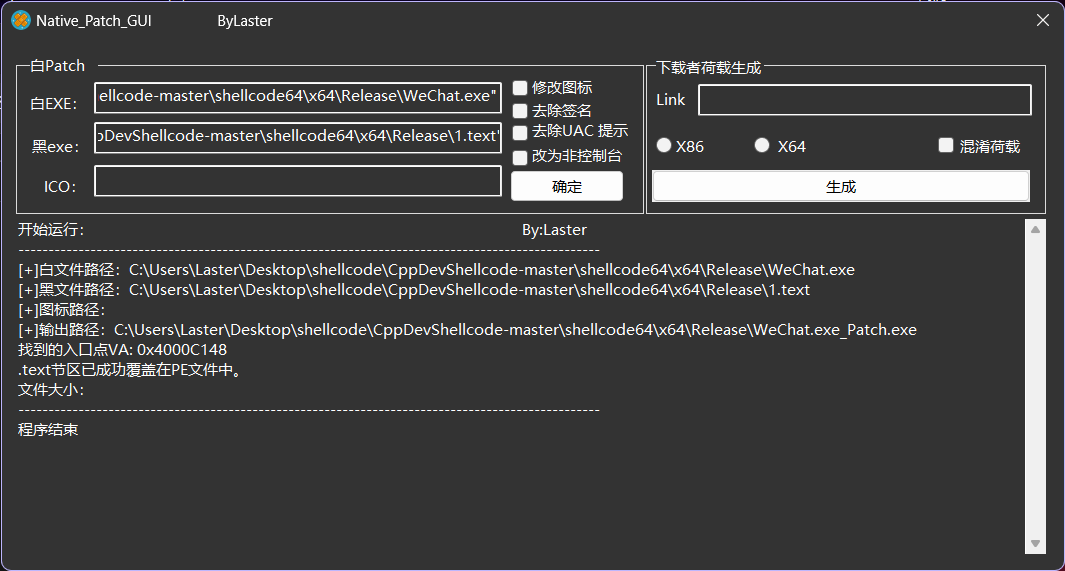 Native_Patch_GUI ByLaster
白Patch
白EXE: ellcode-master\shellcode64\x64\Release\WeChat.exe"
黑exe: DevShellcode-master\shellcode64\x64\Release\1.text"
ICO:
修改图标
去除签名
去除UAC 提示
改为非控制台
确定
下载者荷载生成
Link
X86 X64 混淆荷载
生成
开始运行: By:Laster
-------------------------------------------------------------------------------------------------
[+]白文件路径: C:\Users\Laster\Desktop\shellcode\CppDevShellcode-master\shellcode64\x64\Release\WeChat.exe
[+]黑文件路径: C:\Users\Laster\Desktop\shellcode\CppDevShellcode-master\shellcode64\x64\Release\1.text
[+]图标路径:
[+]输出路径: C:\Users\Laster\Desktop\shellcode\CppDevShellcode-master\shellcode64\x64\Release\WeChat.exe_Patch.exe
找到的入口点VA: 0x4000C148
.text节区已成功覆盖在PE文件中。
文件大小:
-------------------------------------------------------------------------------------------------
程序结束